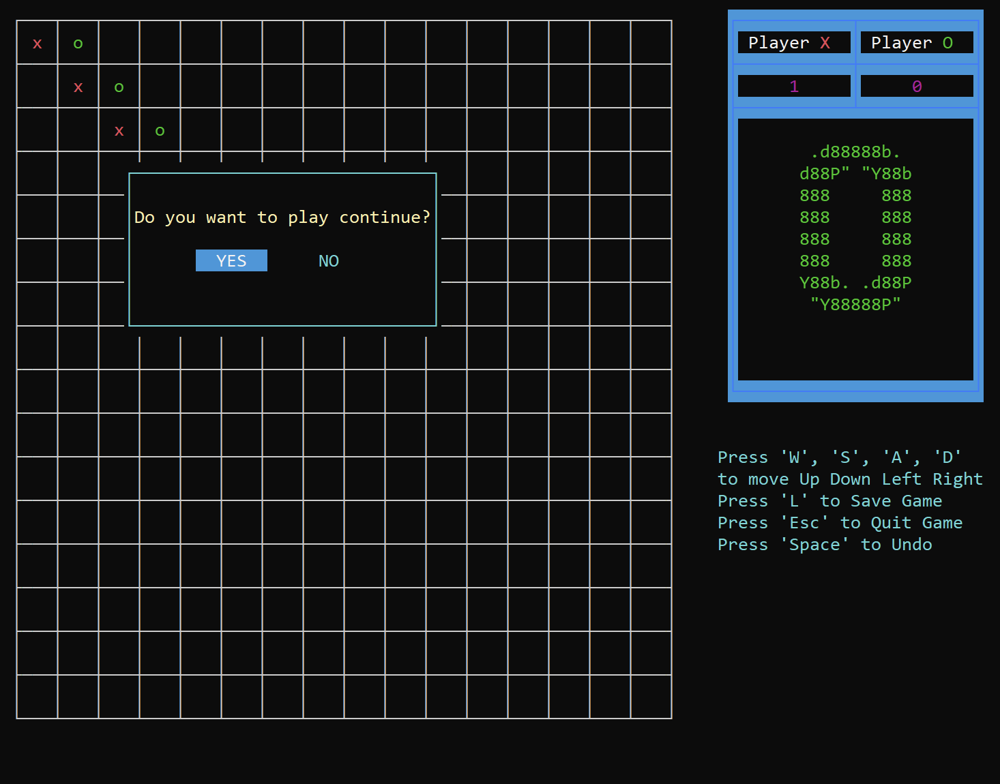 x o
x o
x o
Do you want to play continue?
YES NO
Player X Player O
1 0
.d88888b.
d88P" "Y88b
888     888
888     888
888     888
888     888
Y88b. .d88P
"Y88888P"
Press 'W', 'S', 'A', 'D'
to move Up Down Left Right
Press 'L' to Save Game
Press 'Esc' to Quit Game
Press 'Space' to Undo